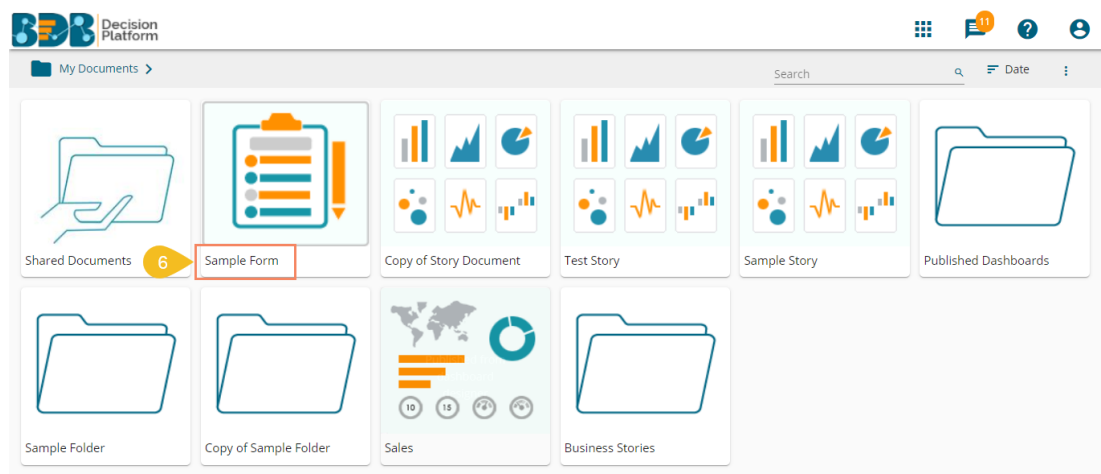 BDB Decision
Platform
11
My Documents
Search
Date
Shared Documents
6
Sample Form
Copy of Story Document
Test Story
Sample Story
Published Dashboards
10
15
Sample Folder
Copy of Sample Folder
Sales
Business Stories